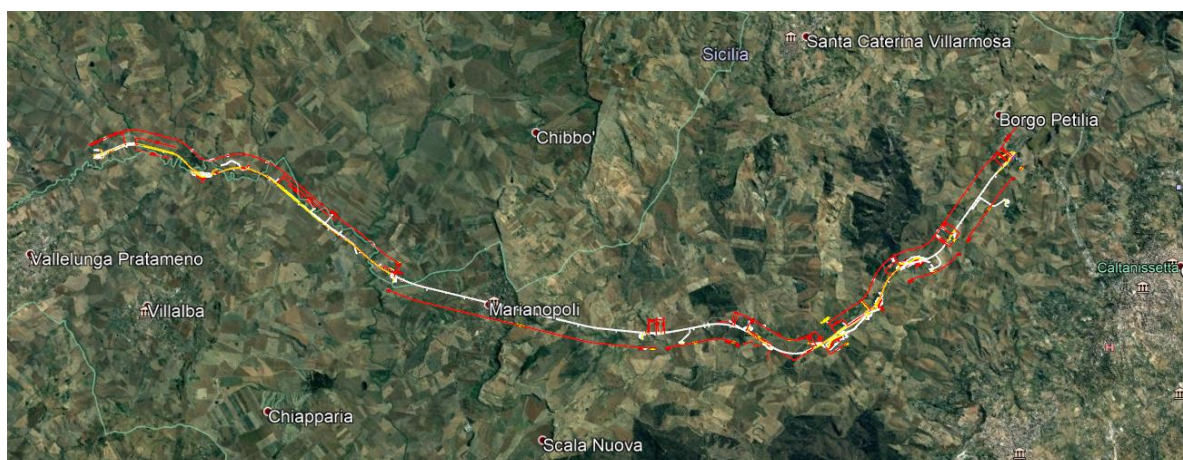 Santa Caterina Villarmosa
Sicilia
Borgo Petilia
Chibbo'
Vallelunga Pratameno
Caltanissetta
Villalba
Marianopoli
H
Chiapparia
Scala Nuova